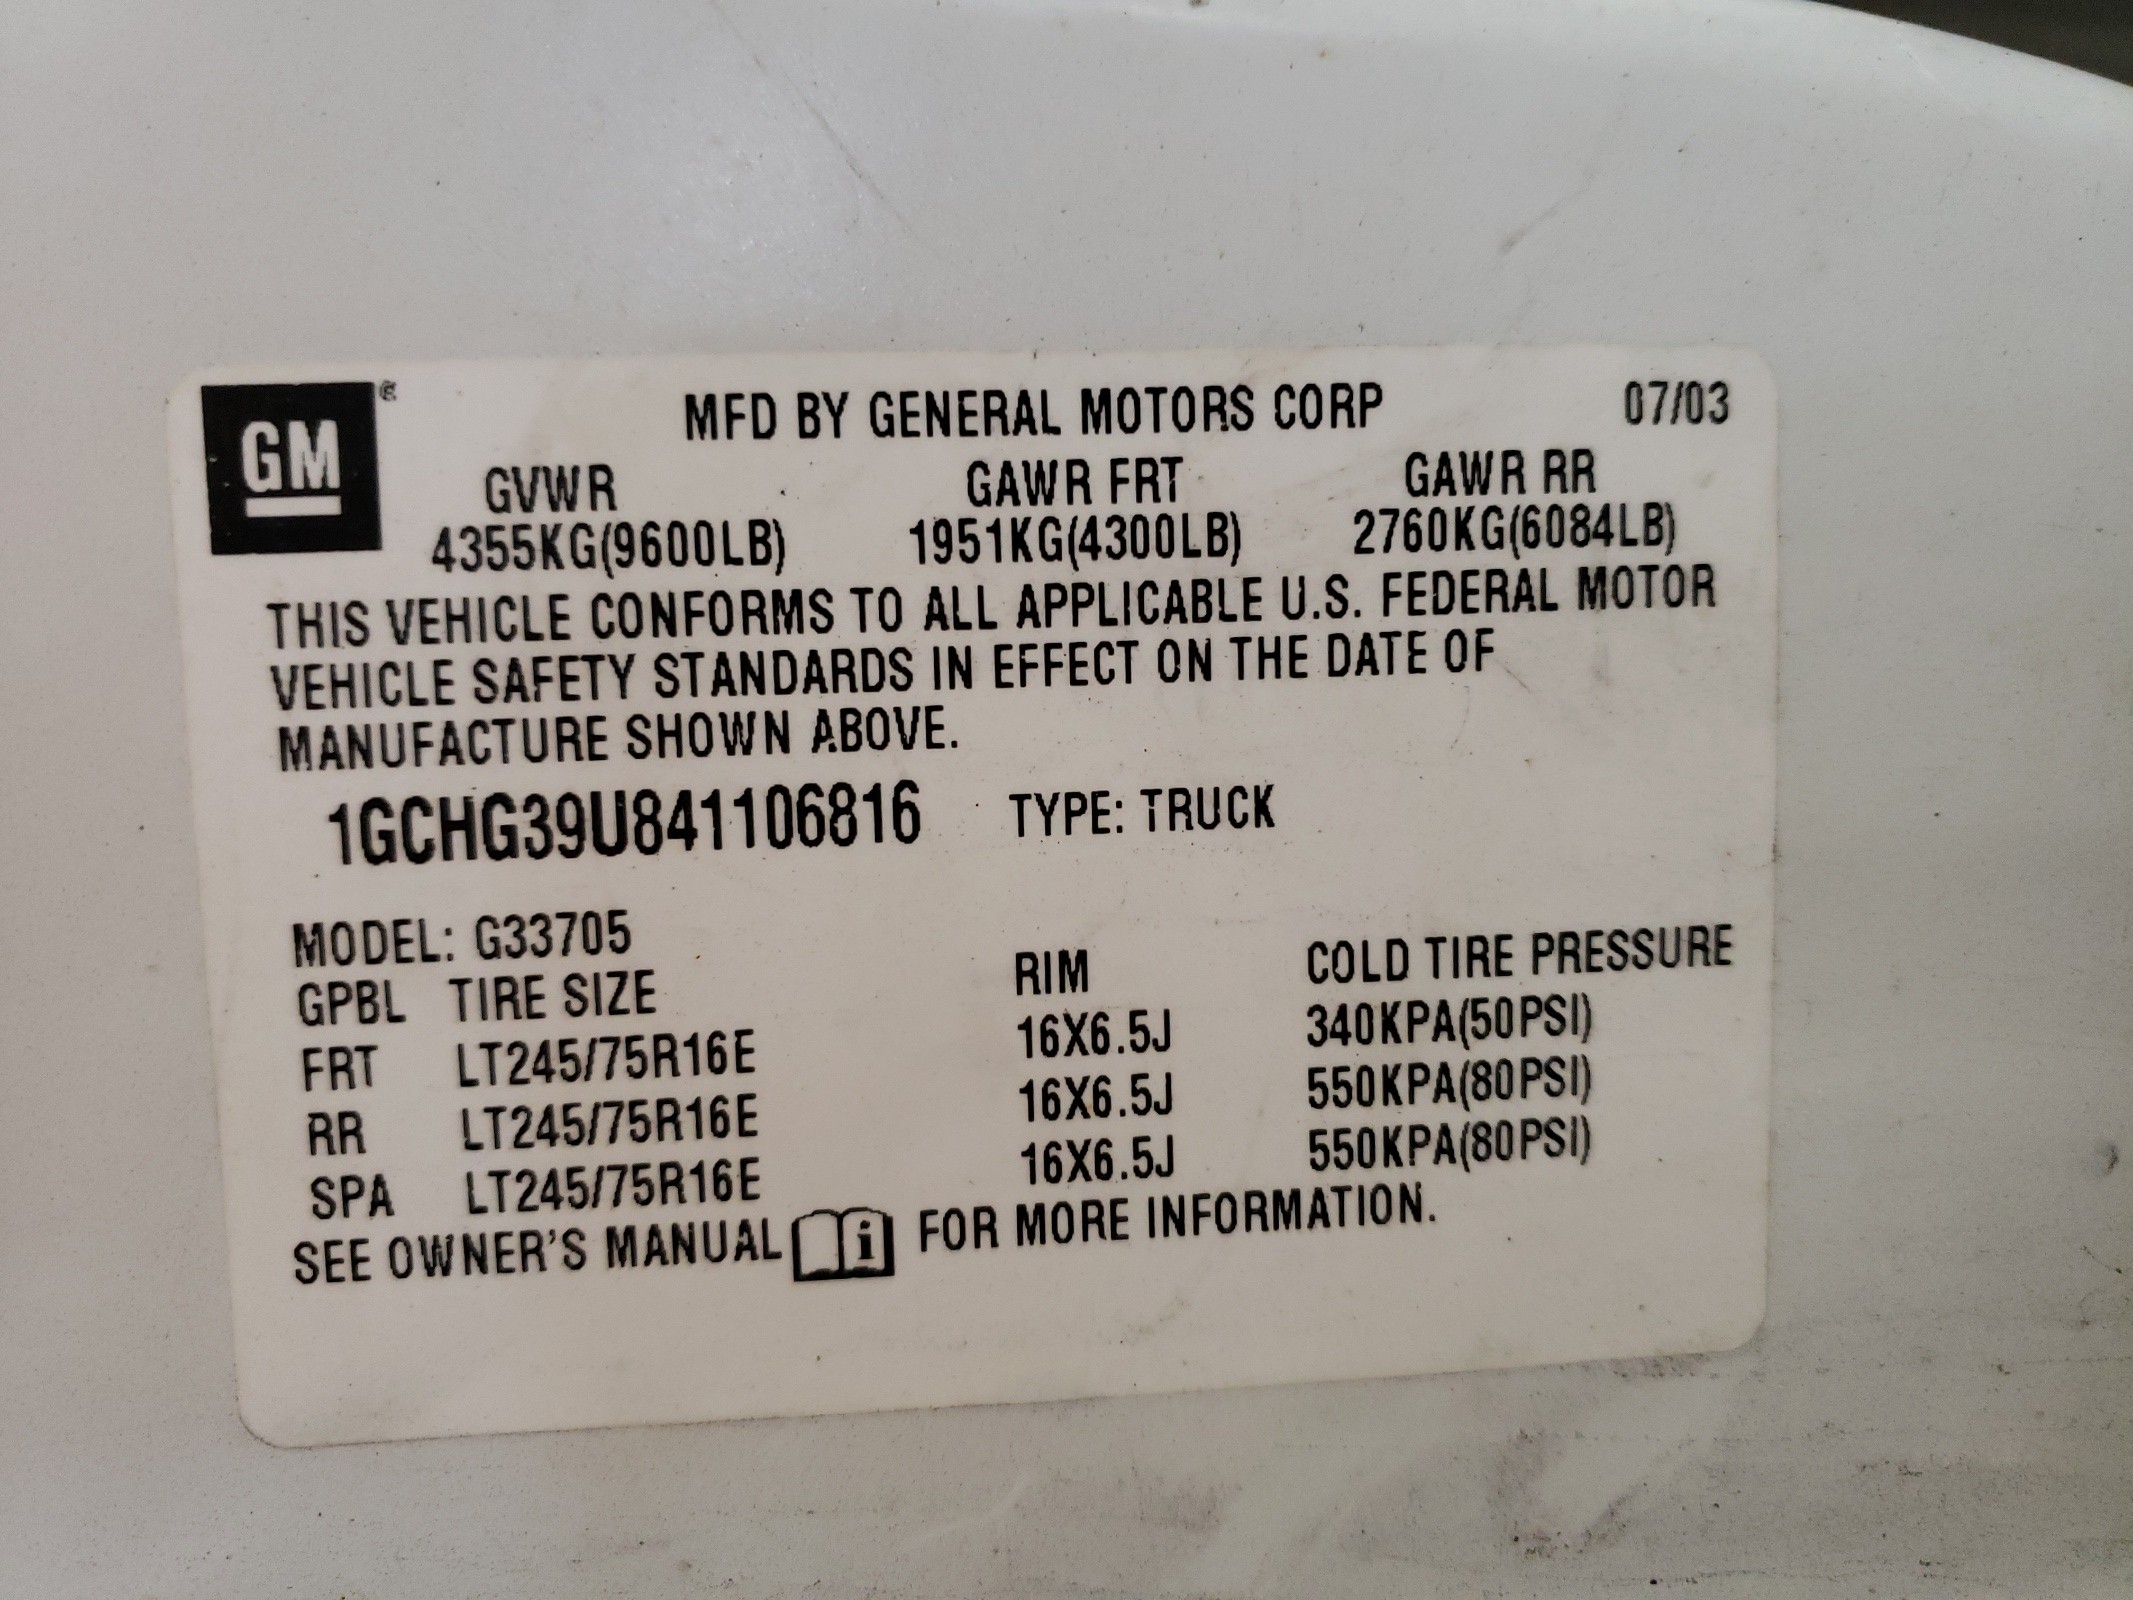 GM
MFD BY GENERAL MOTORS CORP 07/03
GVWR GAWR FRT GAWR RR
4355KG(9600LB) 1951KG(4300LB) 2760KG(6084LB)
THIS VEHICLE CONFORMS TO ALL APPLICABLE U.S. FEDERAL MOTOR
VEHICLE SAFETY STANDARDS IN EFFECT ON THE DATE OF
MANUFACTURE SHOWN ABOVE.
1GCHG39U841106816 TYPE: TRUCK
MODEL: G33705
GPBL TIRE SIZE RIM COLD TIRE PRESSURE
FRT LT245/75R16E 16X6.5J 340KPA(50PSI)
RR LT245/75R16E 16X6.5J 550KPA(80PSI)
SPA LT245/75R16E 16X6.5J 550KPA(80PSI)
SEE OWNER'S MANUAL i FOR MORE INFORMATION.